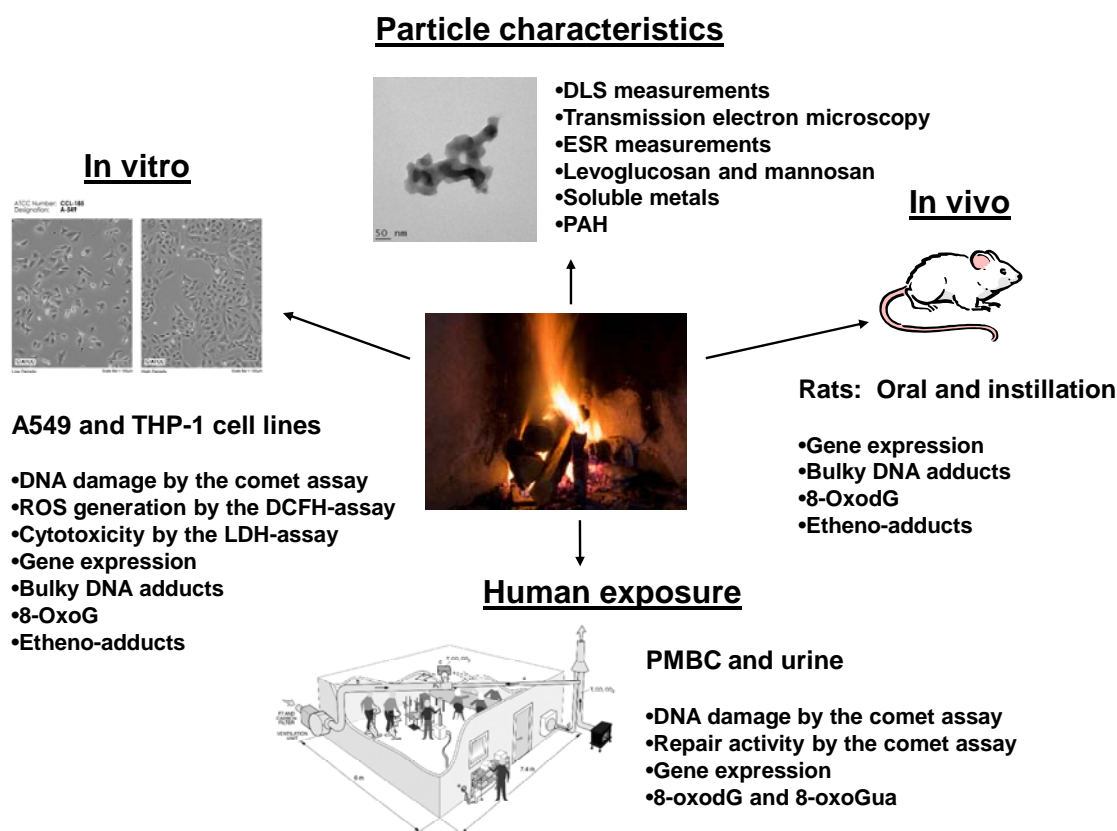 Particle characteristics
•DLS measurements
•Transmission electron microscopy
•ESR measurements
•Levoglucosan and mannosan
•Soluble metals
•PAH
50 nm
In vitro
ATCC Number: CCL-185
Designation: A-549
A549 and THP-1 cell lines
•DNA damage by the comet assay
•ROS generation by the DCFH-assay
•Cytotoxicity by the LDH-assay
•Gene expression
•Bulky DNA adducts
•8-OxoG
•Etheno-adducts
In vivo
Rats: Oral and instillation
•Gene expression
•Bulky DNA adducts
•8-OxodG
•Etheno-adducts
Human exposure
CARBON
FILTER
VENTILATION
UNIT
6 m
7.4 m
PMBC and urine
•DNA damage by the comet assay
•Repair activity by the comet assay
•Gene expression
•8-oxodG and 8-oxoGua